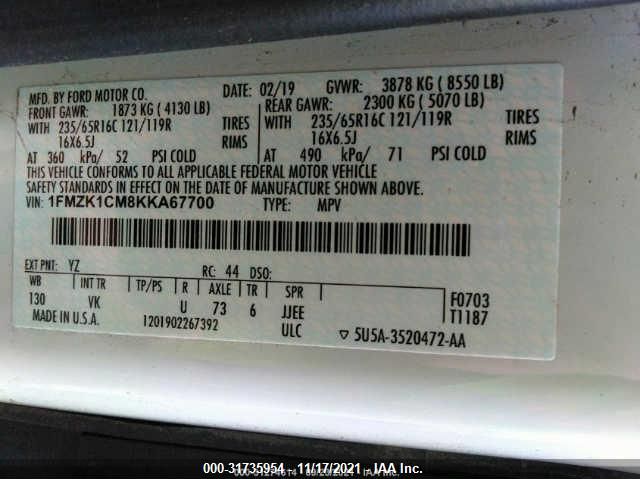 MFD. BY FORD MOTOR CO. DATE: 02/19 GVWR: 3878 KG ( 8550 LB)
FRONT GAWR: 1873 KG ( 4130 LB) REAR GAWR: 2300 KG ( 5070 LB)
WITH 235/65R16C 121/119R TIRES WITH 235/65R16C 121/119R TIRES
16X6.5J RIMS 16X6.5J RIMS
AT 360 kPa/ 52 PSI COLD AT 490 kPa/ 71 PSI COLD
THIS VEHICLE CONFORMS TO ALL APPLICABLE FEDERAL MOTOR VEHICLE
SAFETY STANDARDS IN EFFECT ON THE DATE OF MANUFACTURE SHOWN ABOVE.
VIN: 1FMZK1CM8KKA67700 TYPE: MPV
EXT PNT: YZ RC: 44 DSO:
WB INT TR TP/PS R AXLE TR SPR F0703
130 VK U 73 6 JJEE T1187
MADE IN U.S.A. 1201902267392 ULC 5U5A-3520472-AA
000-31735954 - 11/17/2021 - IAA Inc.